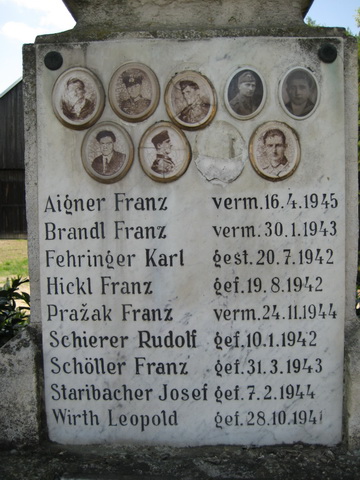 Aigner Franz verm. 16.4.1945
Brandl Franz verm. 30.1.1943
Fehringer Karl gest. 20.7.1942
Hickl Franz gef. 19.8.1942
Pražak Franz verm. 24.11.1944
Schierer Rudolf gef. 10.1.1942
Schöller Franz gef. 31.3.1943
Staribacher Josef gef. 7.2.1944
Wirth Leopold gef. 28.10.1941